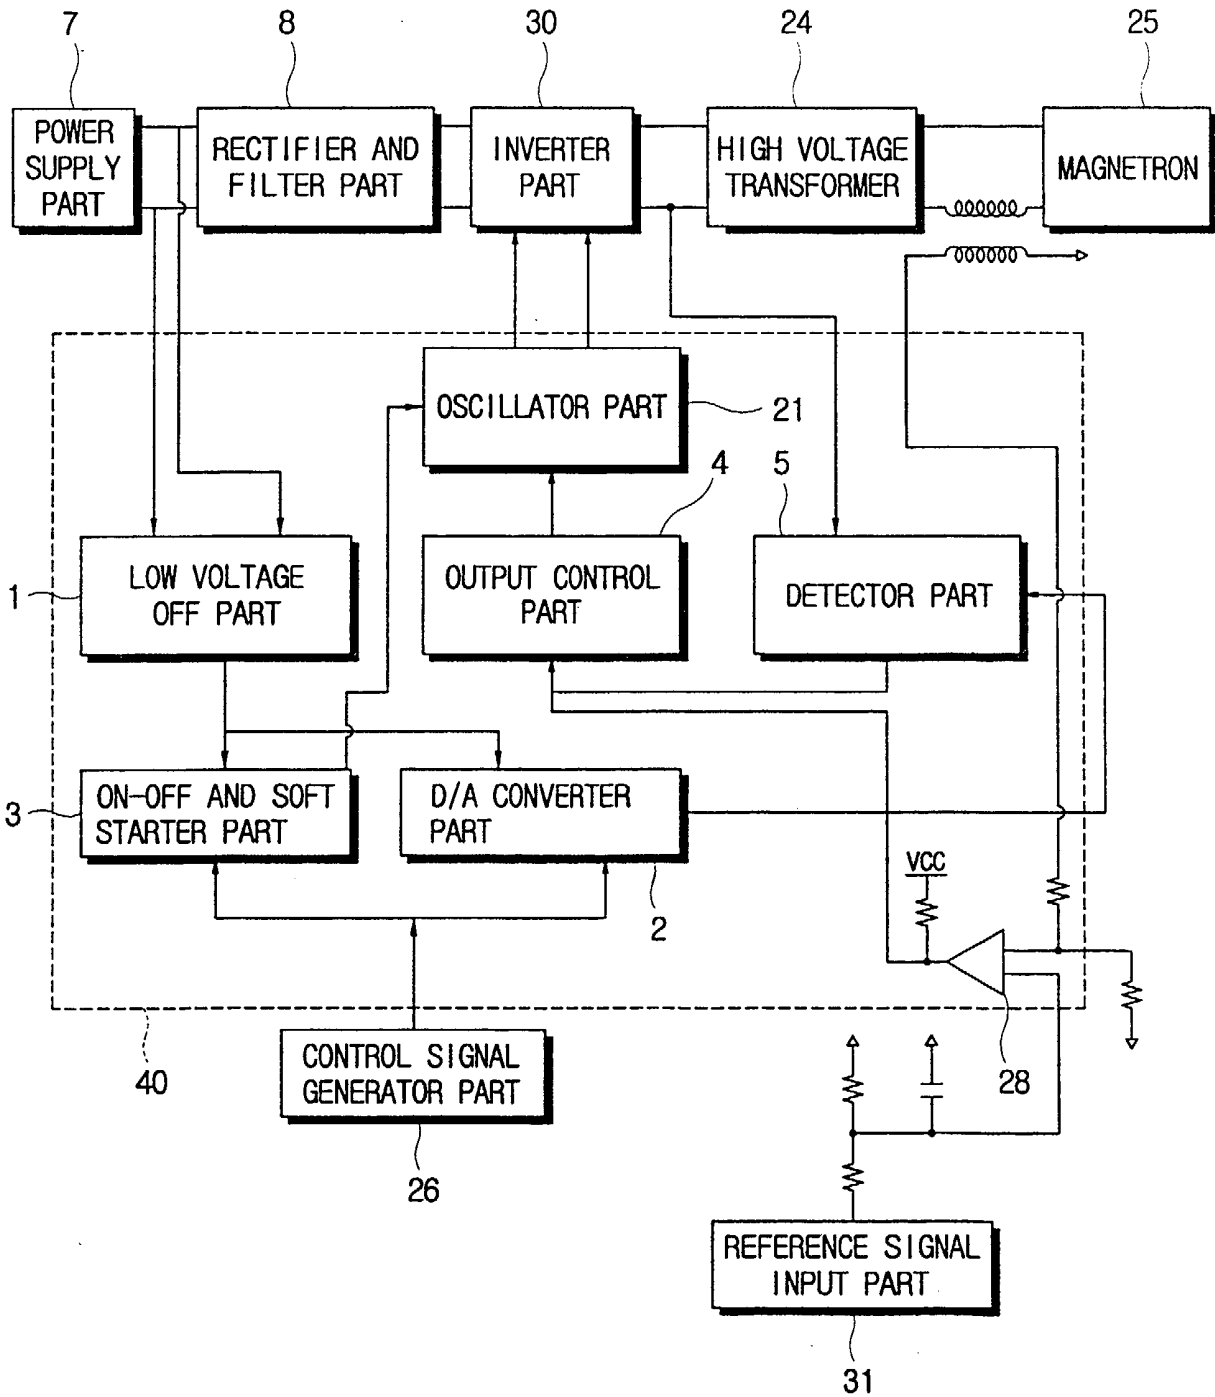 7
8
30
24
25
POWER
SUPPLY
PART
RECTIFIER AND
FILTER PART
INVERTER
PART
HIGH VOLTAGE
TRANSFORMER
MAGNETRON
OSCILLATOR PART
21
4
5
1
LOW VOLTAGE
OFF PART
OUTPUT CONTROL
PART
DETECTOR PART
3
ON-OFF AND SOFT
STARTER PART
D/A CONVERTER
PART
2
VCC
28
40
CONTROL SIGNAL
GENERATOR PART
26
REFERENCE SIGNAL
INPUT PART
31